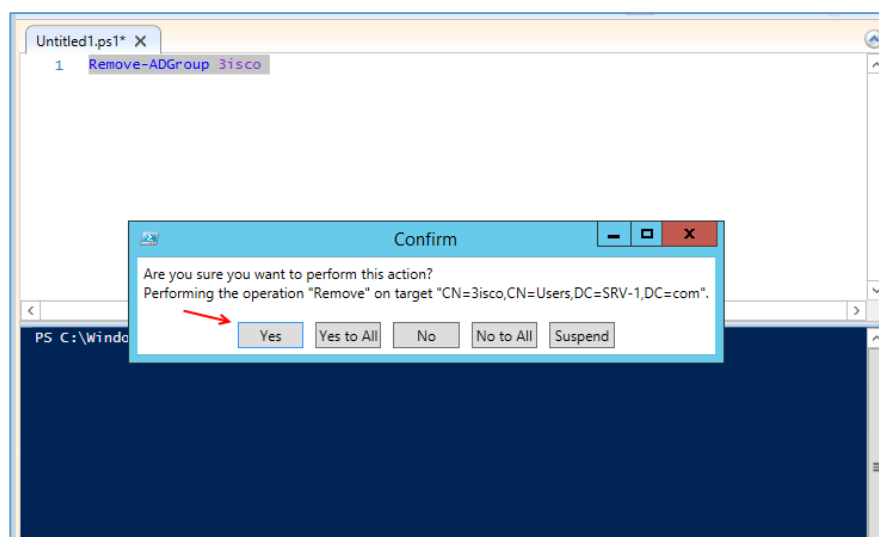 Untitled1.ps1* X
1 Remove-ADGroup 3isco
Confirm
Are you sure you want to perform this action?
Performing the operation "Remove" on target "CN=3isco,CN=Users,DC=SRV-1,DC=com".
Yes Yes to All No No to All Suspend
PS C:\Windo